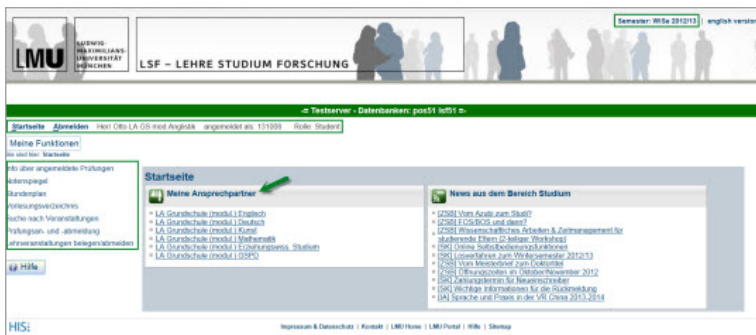 Semester: WiSe 2012/13 | english version
LMU
LUDWIG-
MAXIMILIANS-
UNIVERSITÄT
MÜNCHEN
LSF – LEHRE STUDIUM FORSCHUNG
-= Testserver - Datenbanken: pos51 lsf51 =-
Startseite Abmelden Herr Otto LA GS mod Anglistik angemeldet als: 131008 Rolle: Student
Meine Funktionen
Sie sind hier: Startseite
Info über angemeldete Prüfungen
Notenspiegel
Stundenplan
Vorlesungsverzeichnis
Suche nach Veranstaltungen
Prüfungsan- und -abmeldung
Lehrveranstaltungen belegen/abmelden
Hilfe
Startseite
Meine Ansprechpartner
LA Grundschule (modul.) Englisch
LA Grundschule (modul.) Deutsch
LA Grundschule (modul.) Kunst
LA Grundschule (modul.) Mathematik
LA Grundschule (modul.) Erziehungswiss. Studium
LA Grundschule (modul.) GSPD
News aus dem Bereich Studium
[ZSB] Vom Azubi zum Studi?
[ZSB] FOS/BOS und dann?
[ZSB] Wissenschaftliches Arbeiten & Zeitmanagement für
studierende Eltern (2-teiliger Workshop)
[SK] Online Selbstbedienungsfunktionen
[SK] Losverfahren zum Wintersemester 2012/13
[ZSB] Vom Meisterbrief zum Doktortitel
[ZSB] Öffnungszeiten im Oktober/November 2012
[SK] Zahlungstermin für Neueinschreiber
[SK] Wichtige Informationen für die Rückmeldung
[IA] Sprache und Praxis in der VR China 2013-2014
HIS
Impressum & Datenschutz | Kontakt | LMU Home | LMU Portal | Hilfe | Sitemap